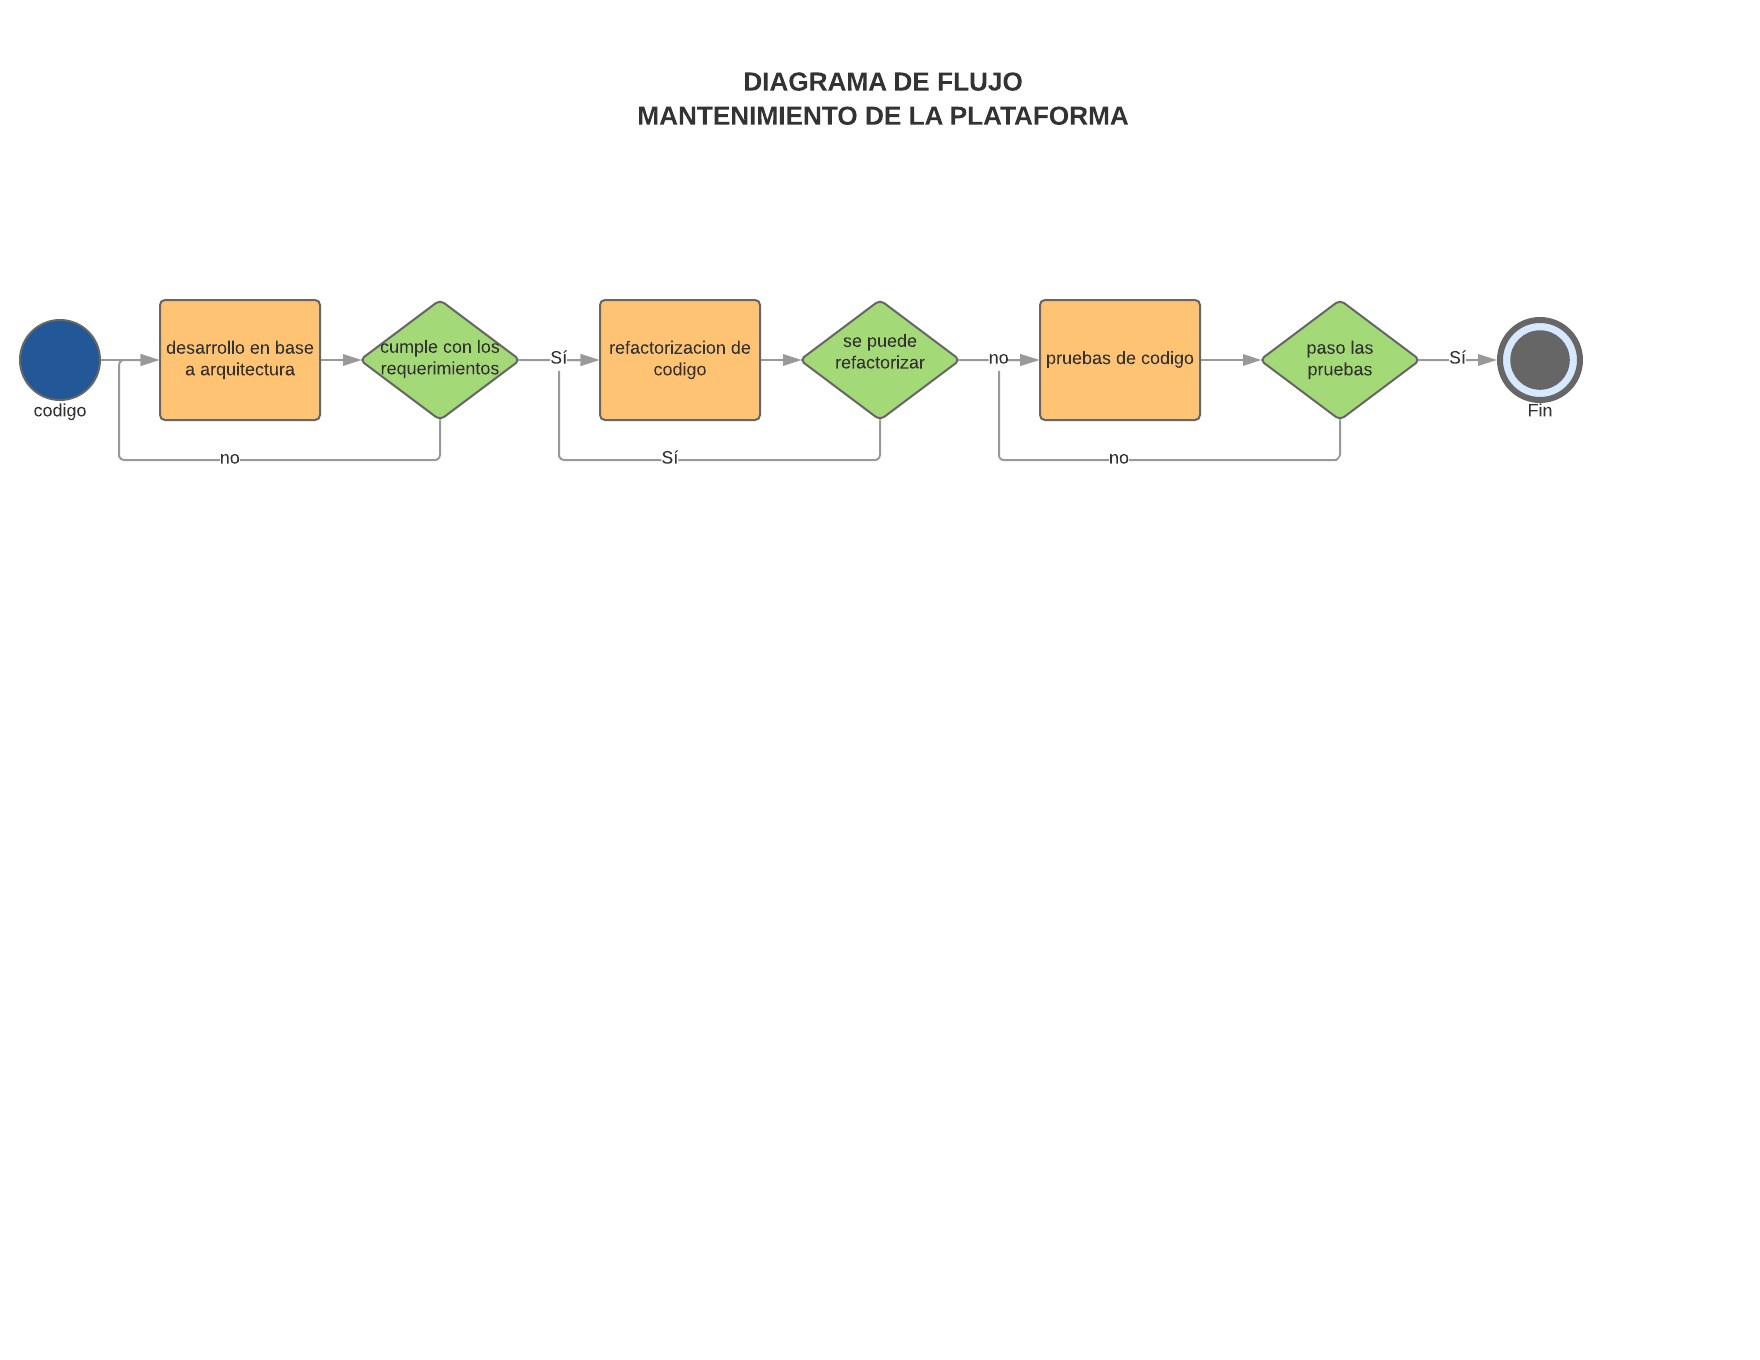 DIAGRAMA DE FLUJO
MANTENIMIENTO DE LA PLATAFORMA
codigo
desarrollo en base
a arquitectura
cumple con los
requerimientos
Sí
no
refactorizacion de
codigo
se puede
refactorizar
no
Sí
pruebas de codigo
paso las
pruebas
Sí
no
Fin